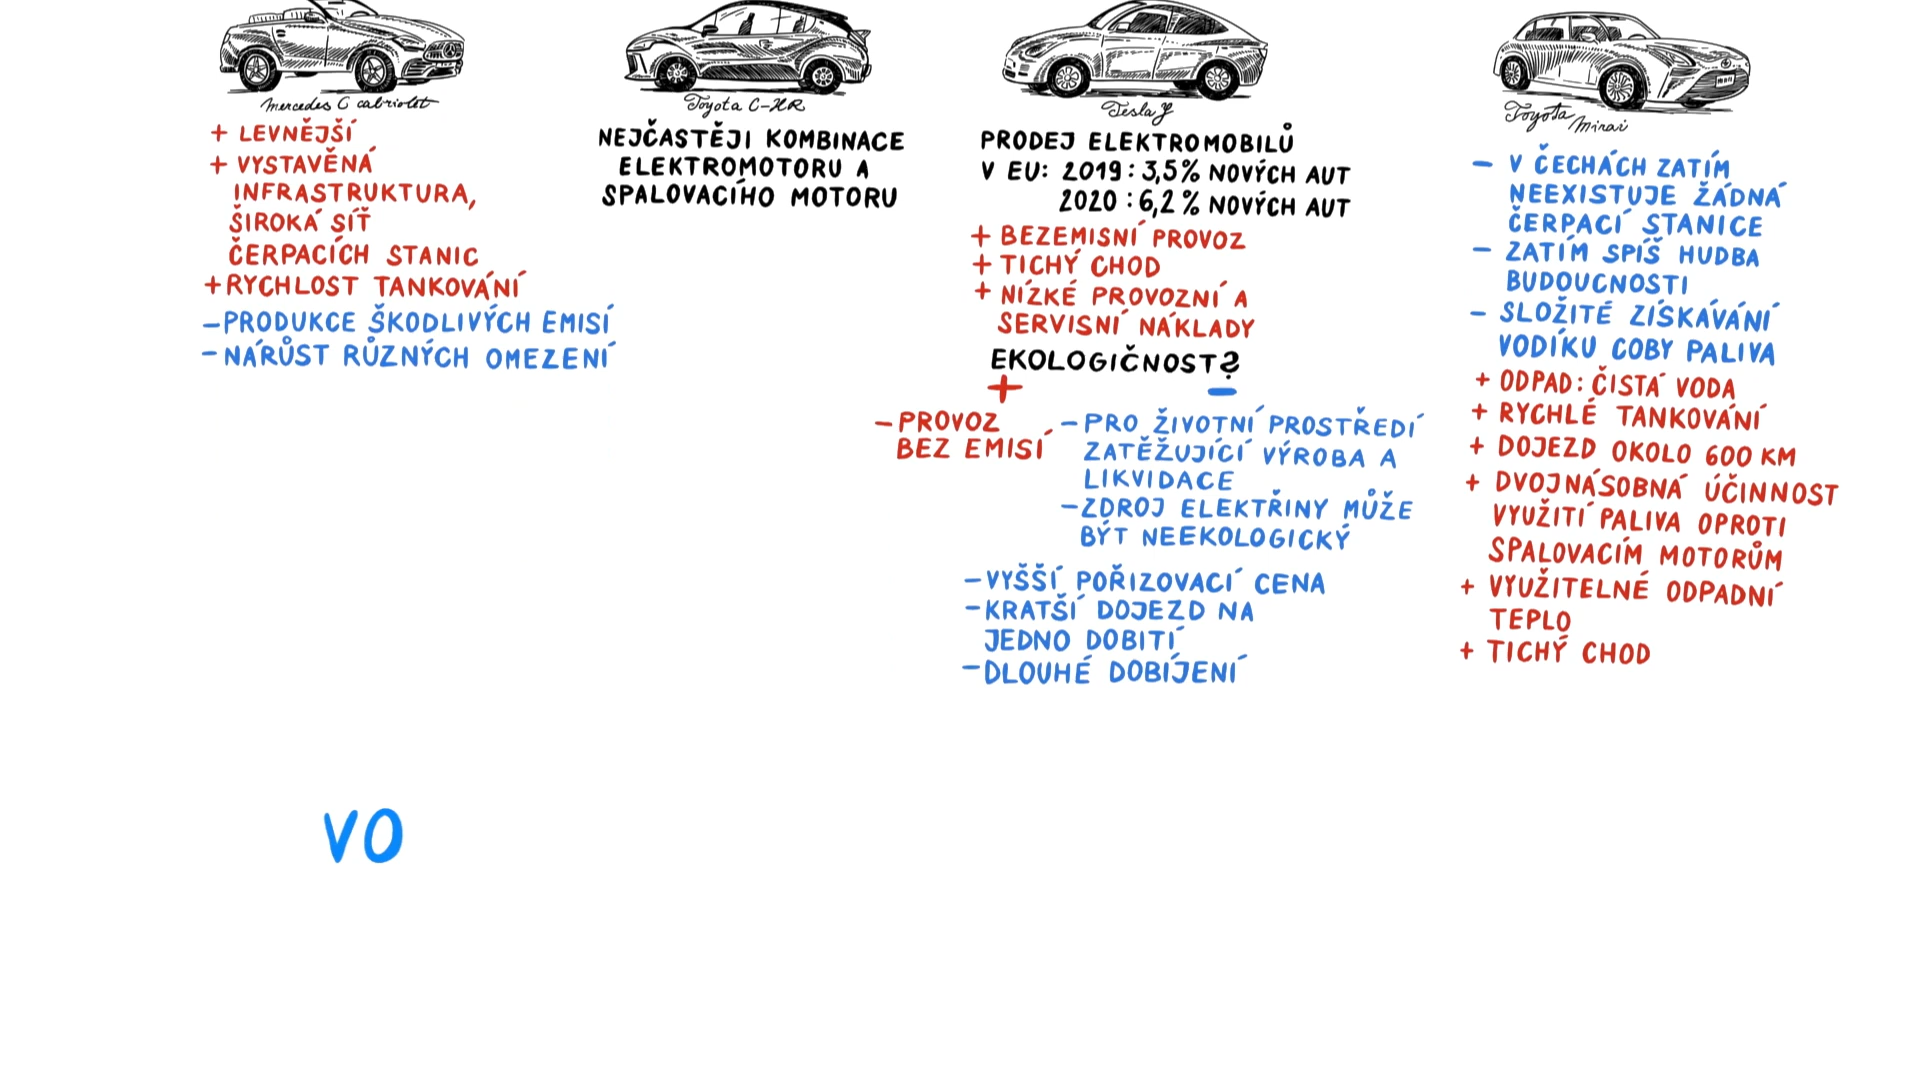 Mercedes C cabriolet
+ LEVNĚJŠÍ
+ VYSTAVĚNÁ
INFRASTRUKTURA,
ŠIROKÁ SÍŤ
ČERPACÍCH STANIC
+ RYCHLOST TANKOVÁNÍ
– PRODUKCE ŠKODLIVÝCH EMISÍ
– NÁRŮST RŮZNÝCH OMEZENÍ
Toyota C-HR
NEJČASTĚJI KOMBINACE
ELEKTROMOTORU A
SPALOVACÍHO MOTORU
Tesla Y
PRODEJ ELEKTROMOBILŮ
V EU: 2019: 3,5% NOVÝCH AUT
2020: 6,2% NOVÝCH AUT
+ BEZEMISNÍ PROVOZ
+ TICHÝ CHOD
+ NÍZKÉ PROVOZNÍ A
SERVISNÍ NÁKLADY
EKOLOGIČNOST?
+ –
– PROVOZ
BEZ EMISÍ
– PRO ŽIVOTNÍ PROSTŘEDÍ
ZATĚŽUJÍCÍ VÝROBA A
LIKVIDACE
– ZDROJ ELEKTŘINY MŮŽE
BÝT NEEKOLOGICKÝ
– VYŠŠÍ POŘIZOVACÍ CENA
– KRATŠÍ DOJEZD NA
JEDNO DOBITÍ
– DLOUHÉ DOBÍJENÍ
Toyota Mirai
– V ČECHÁCH ZATÍM
NEEXISTUJE ŽÁDNÁ
ČERPACÍ STANICE
– ZATÍM SPÍŠ HUDBA
BUDOUCNOSTI
– SLOŽITÉ ZÍSKÁVÁNÍ
VODÍKU COBY PALIVA
+ ODPAD: ČISTÁ VODA
+ RYCHLÉ TANKOVÁNÍ
+ DOJEZD OKOLO 600 KM
+ DVOJNÁSOBNÁ ÚČINNOST
VYUŽITÍ PALIVA OPROTI
SPALOVACÍM MOTORŮM
+ VYUŽITELNÉ ODPADNÍ
TEPLO
+ TICHÝ CHOD
VO